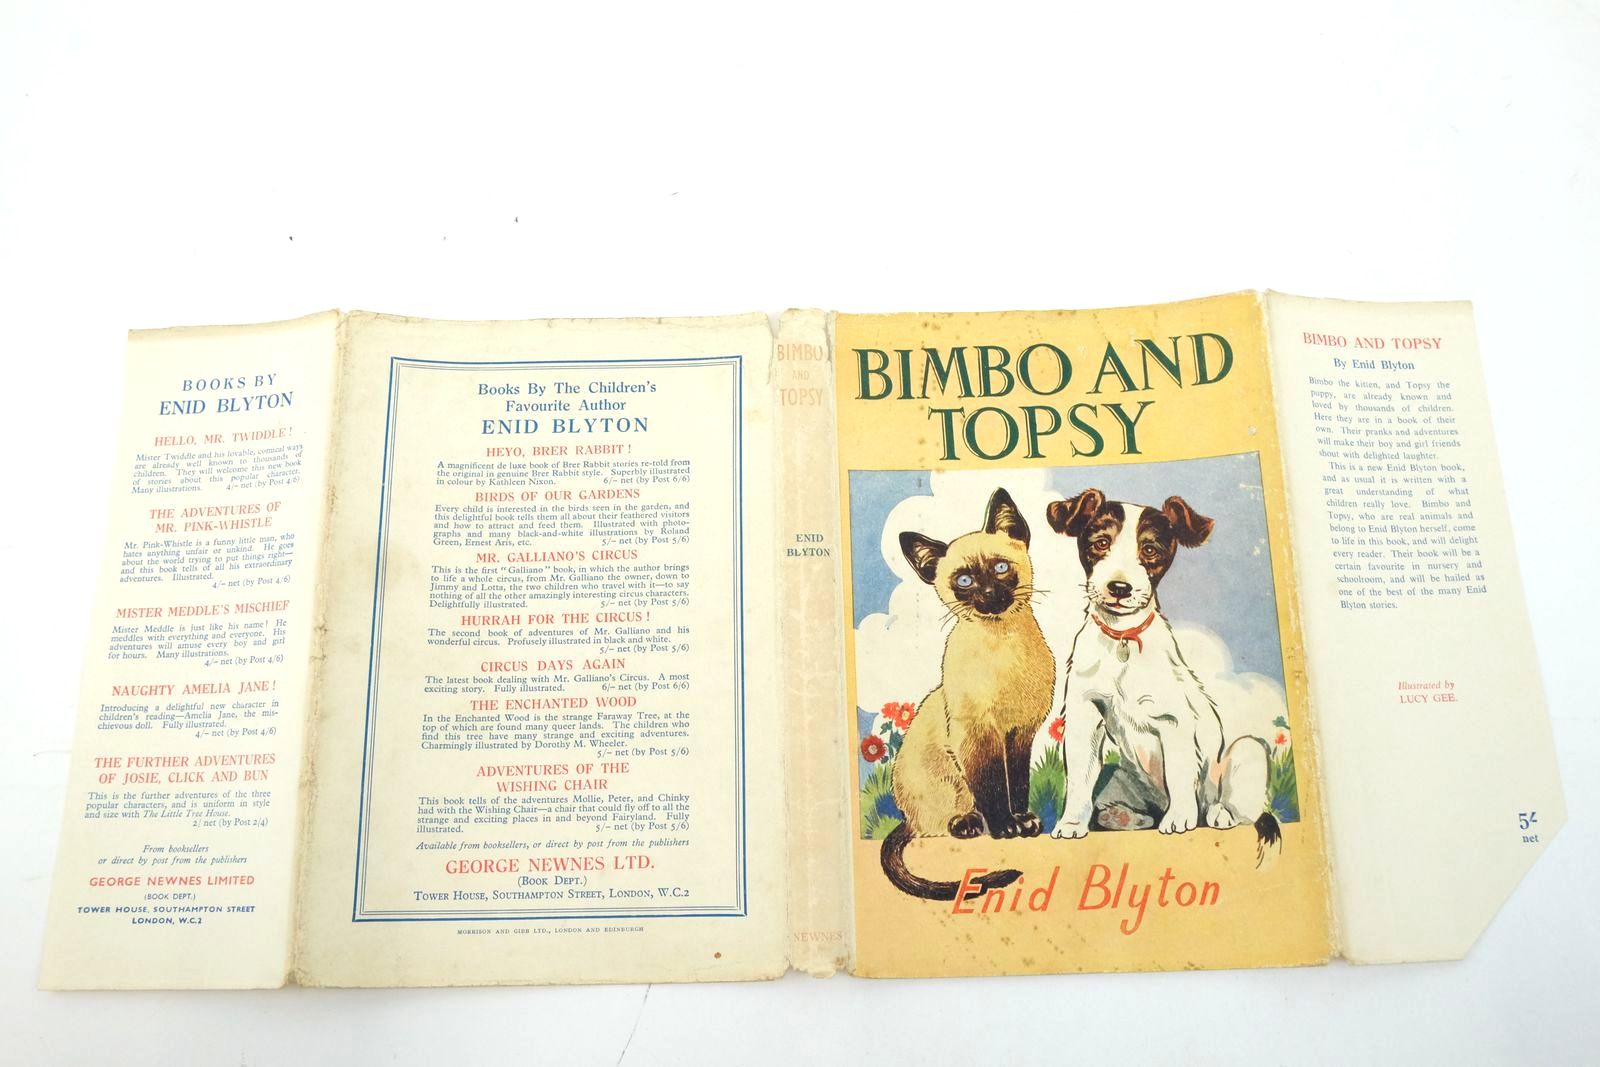 BOOKS BY
ENID BLYTON
HELLO, MR. TWIDDLE!
Mister Twiddle and his lovable, comical ways
are already well known to thousands of
children. They will welcome this new book
of stories about this popular character.
Many illustrations. 4/- net (by Post 4/6)
THE ADVENTURES OF
MR. PINK-WHISTLE
Mr. Pink-Whistle is a funny little man, who
hates anything unfair or unkind. He goes
about the world trying to put things right—
and this book tells of all his extraordinary
adventures. Illustrated.
4/- net (by Post 4/6)
MISTER MEDDLE'S MISCHIEF
Mister Meddle is just like his name! He
meddles with everything and everyone. His
adventures will amuse every boy and girl
for hours. Many illustrations.
4/- net (by Post 4/6)
NAUGHTY AMELIA JANE!
Introducing a delightful new character in
children's reading—Amelia Jane, the mis-
chievous doll. Fully illustrated.
4/- net (by Post 4/6)
THE FURTHER ADVENTURES
OF JOSIE, CLICK AND BUN
This is the further adventures of the three
popular characters, and is uniform in style
and size with The Little Tree House.
2/ net (by Post 2/4)
From booksellers
or direct by post from the publishers
GEORGE NEWNES LIMITED
(BOOK DEPT.)
TOWER HOUSE, SOUTHAMPTON STREET
LONDON, W.C.2
Books By The Children's
Favourite Author
ENID BLYTON
HEYO, BRER RABBIT!
A magnificent de luxe book of Brer Rabbit stories re-told from
the original in genuine Brer Rabbit style. Superbly illustrated
in colour by Kathleen Nixon. 6/- net (by Post 6/6)
BIRDS OF OUR GARDENS
Every child is interested in the birds seen in the garden, and
this delightful book tells them all about their feathered visitors
and how to attract and feed them. Illustrated with photo-
graphs and many black-and-white illustrations by Roland
Green, Ernest Aris, etc. 5/- net (by Post 5/6)
MR. GALLIANO'S CIRCUS
This is the first "Galliano" book, in which the author brings
to life a whole circus, from Mr. Galliano the owner, down to
Jimmy and Lotta, the two children who travel with it—to say
nothing of all the other amazingly interesting circus characters.
Delightfully illustrated. 5/- net (by Post 5/6)
HURRAH FOR THE CIRCUS!
The second book of adventures of Mr. Galliano and his
wonderful circus. Profusely illustrated in black and white.
5/- net (by Post 5/6)
CIRCUS DAYS AGAIN
The latest book dealing with Mr. Galliano's Circus. A most
exciting story. Fully illustrated. 6/- net (by Post 6/6)
THE ENCHANTED WOOD
In the Enchanted Wood is the strange Faraway Tree, at the
top of which are found many queer lands. The children who
find this tree have many strange and exciting adventures.
Charmingly illustrated by Dorothy M. Wheeler.
5/- net (by Post 5/6)
ADVENTURES OF THE
WISHING CHAIR
This book tells of the adventures Mollie, Peter, and Chinky
had with the Wishing Chair—a chair that could fly off to all the
strange and exciting places in and beyond Fairyland. Fully
illustrated. 5/- net (by Post 5/6)
Available from booksellers, or direct by post from the publishers
GEORGE NEWNES LTD.
(BOOK DEPT.)
TOWER HOUSE, SOUTHAMPTON STREET, LONDON, W.C.2
MORRISON AND GIBB LTD., LONDON AND EDINBURGH
BIMBO
AND
TOPSY
ENID
BLYTON
NEWNES
BIMBO AND
TOPSY
Enid Blyton
BIMBO AND TOPSY
By Enid Blyton
Bimbo the kitten, and Topsy the
puppy, are already known and
loved by thousands of children.
Here they are in a book of their
own. Their pranks and adventures
will make their boy and girl friends
shout with delighted laughter.
This is a new Enid Blyton book,
and as usual it is written with a
great understanding of what
children really love. Bimbo and
Topsy, who are real animals and
belong to Enid Blyton herself, come
to life in this book, and will delight
every reader. Their book will be a
certain favourite in nursery and
schoolroom, and will be hailed as
one of the best of the many Enid
Blyton stories.
Illustrated by
LUCY GEE.
5/-
net